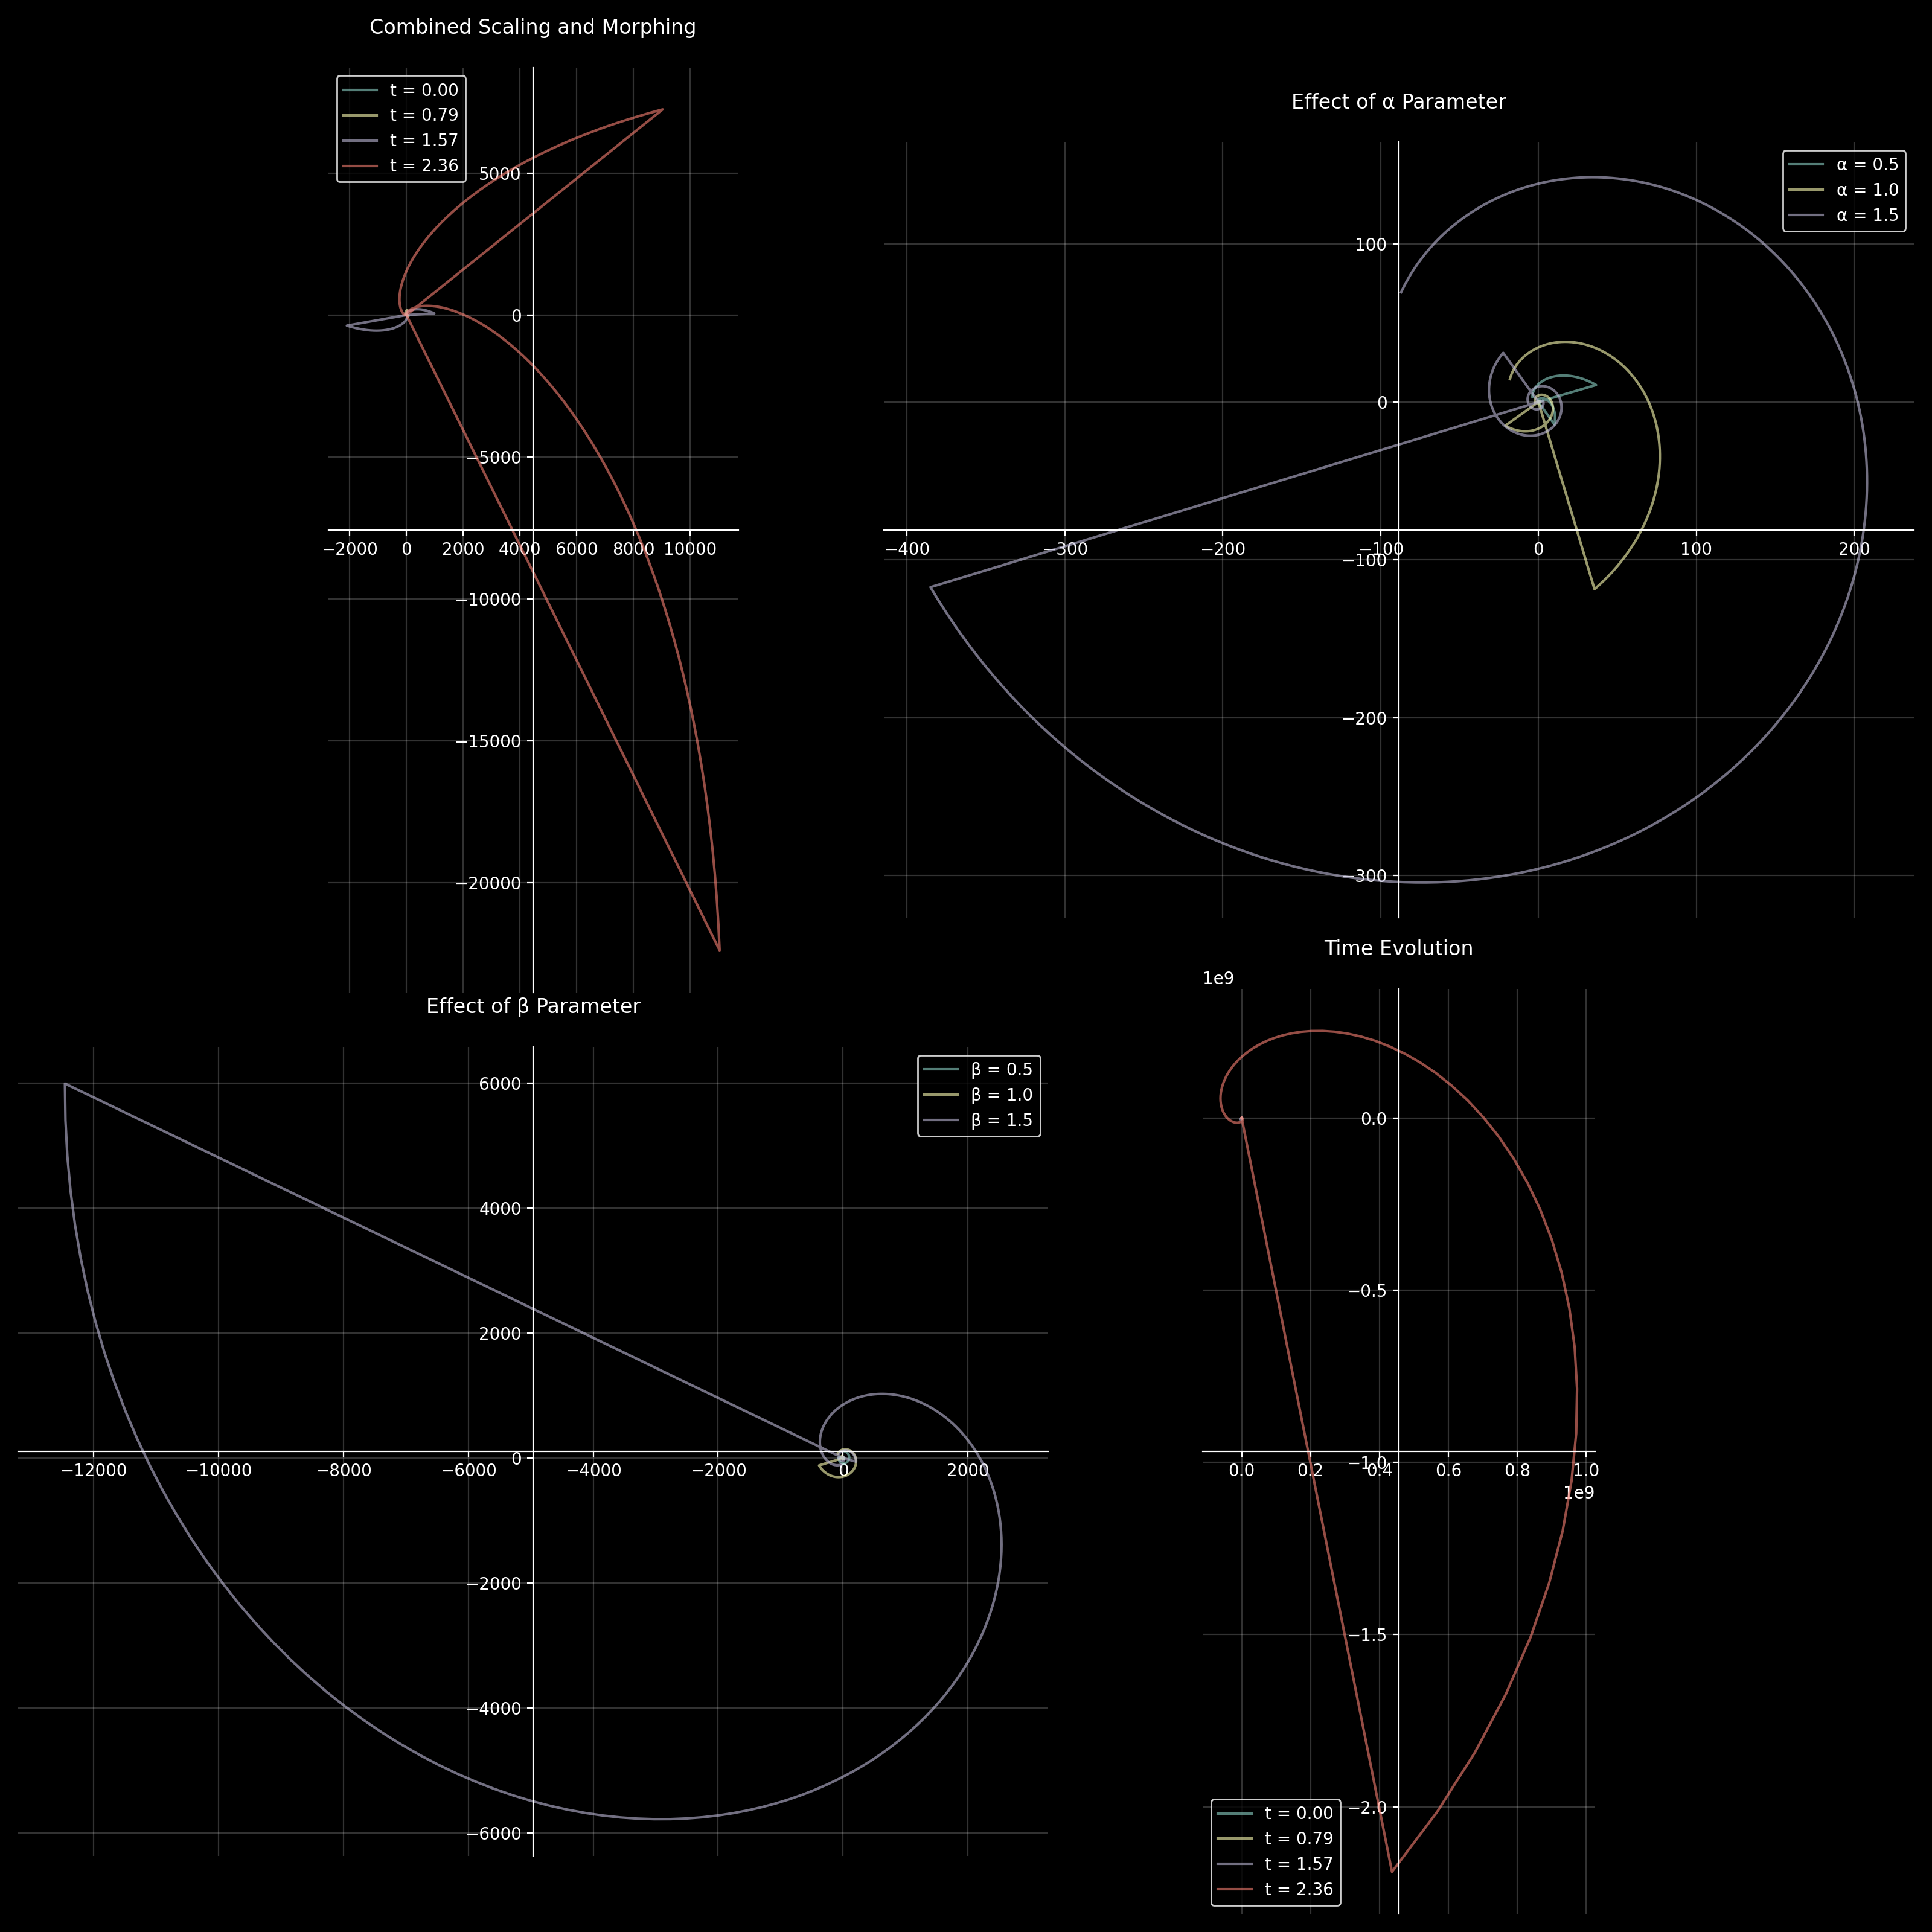 Combined Scaling and Morphing
t = 0.00
t = 0.79
t = 1.57
t = 2.36
5000
0
−5000
−10000
−15000
−20000
−2000 0 2000 4000 6000 8000 10000
Effect of α Parameter
α = 0.5
α = 1.0
α = 1.5
100
0
−100
−200
−300
−400 −300 −200 −100 0 100 200
Effect of β Parameter
β = 0.5
β = 1.0
β = 1.5
6000
4000
2000
0
−2000
−4000
−6000
−12000 −10000 −8000 −6000 −4000 −2000 0 2000
Time Evolution
1e9
0.0
−0.5
−1.0
−1.5
−2.0
0.0 0.2 0.4 0.6 0.8 1.0
1e9
t = 0.00
t = 0.79
t = 1.57
t = 2.36